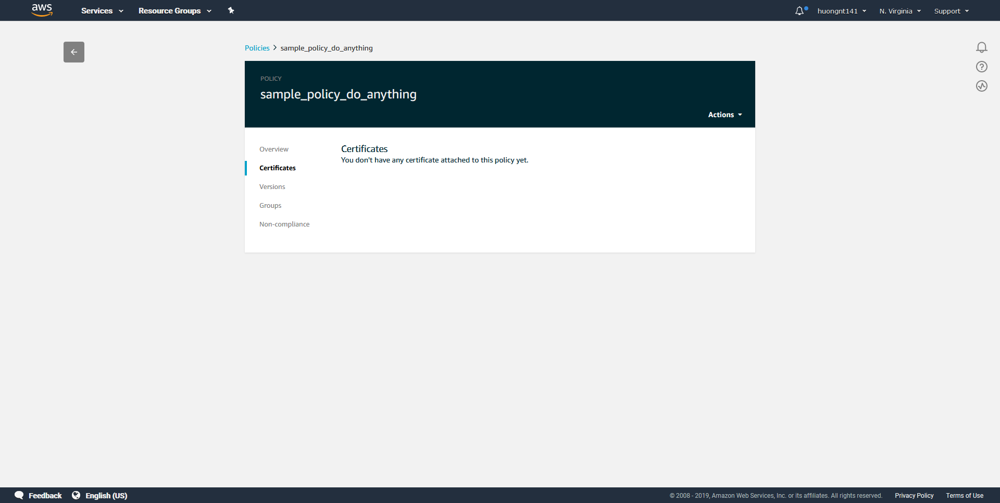 aws Services Resource Groups huongnt141 N. Virginia Support
Policies > sample_policy_do_anything
POLICY
sample_policy_do_anything
Actions
Overview
Certificates
Versions
Groups
Non-compliance
Certificates
You don't have any certificate attached to this policy yet.
Feedback English (US) © 2008 - 2019, Amazon Web Services, Inc. or its affiliates. All rights reserved. Privacy Policy Terms of Use